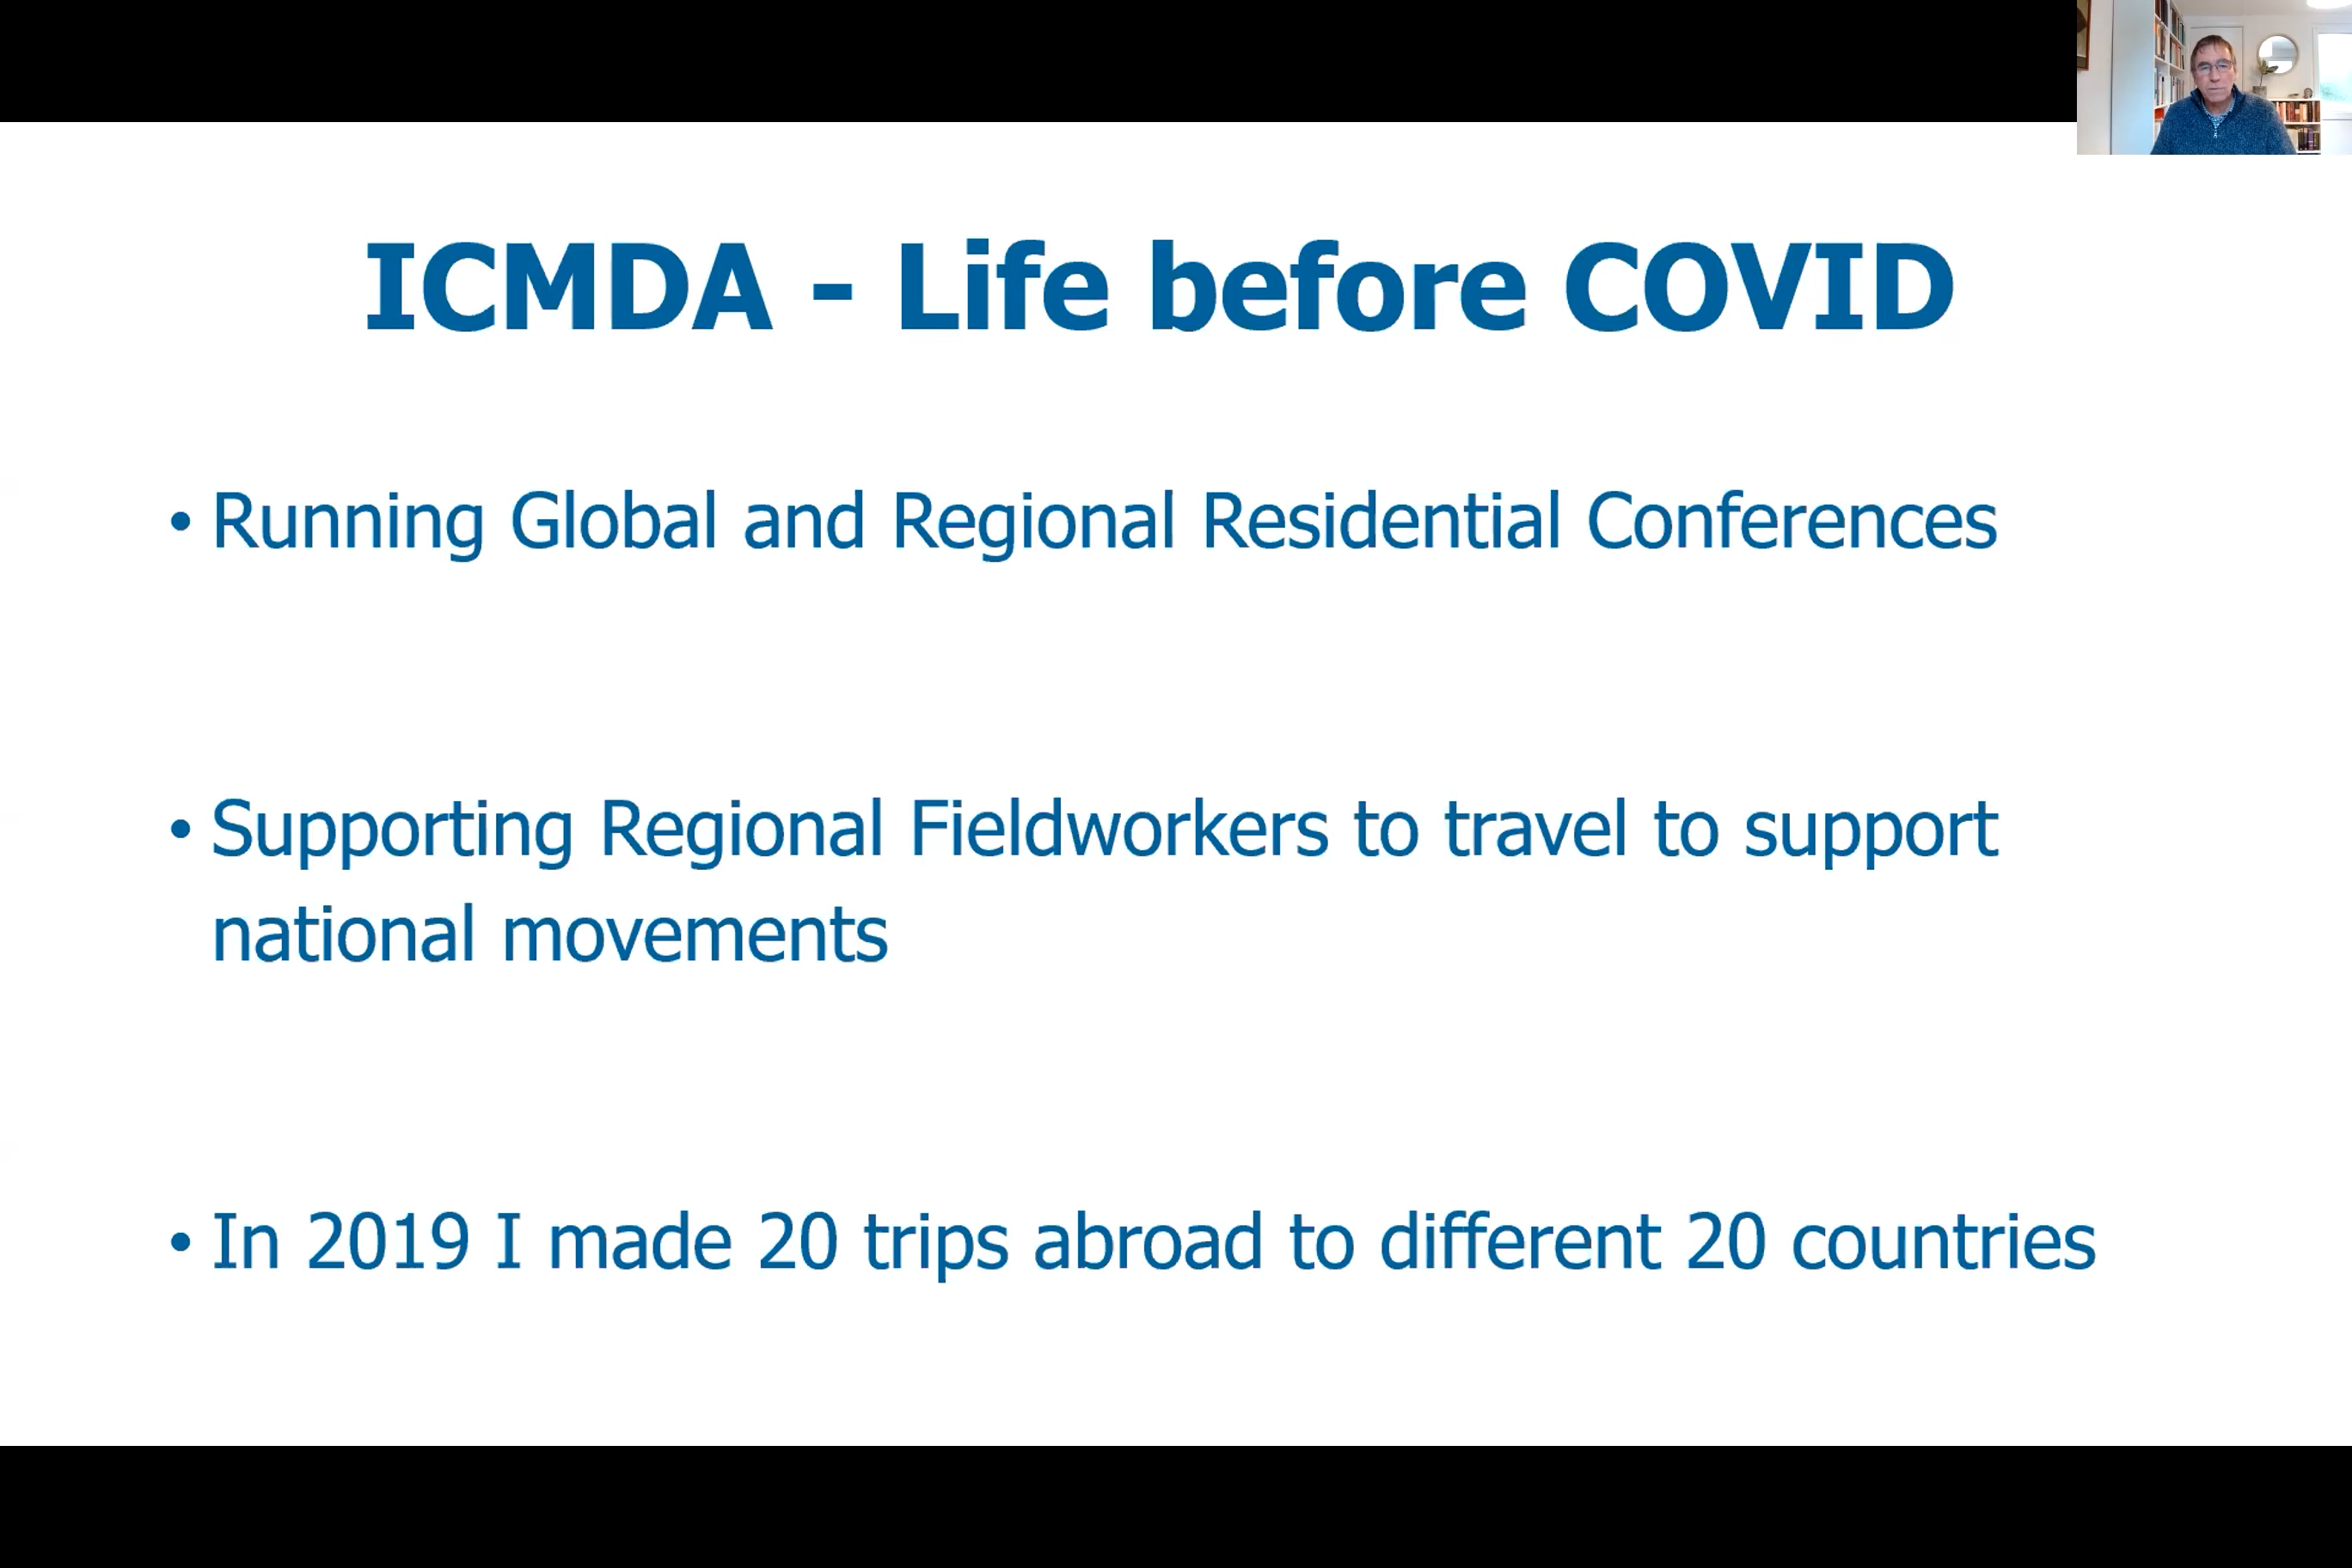 ICMDA - Life before COVID
• Running Global and Regional Residential Conferences
• Supporting Regional Fieldworkers to travel to support
national movements
• In 2019 I made 20 trips abroad to different 20 countries